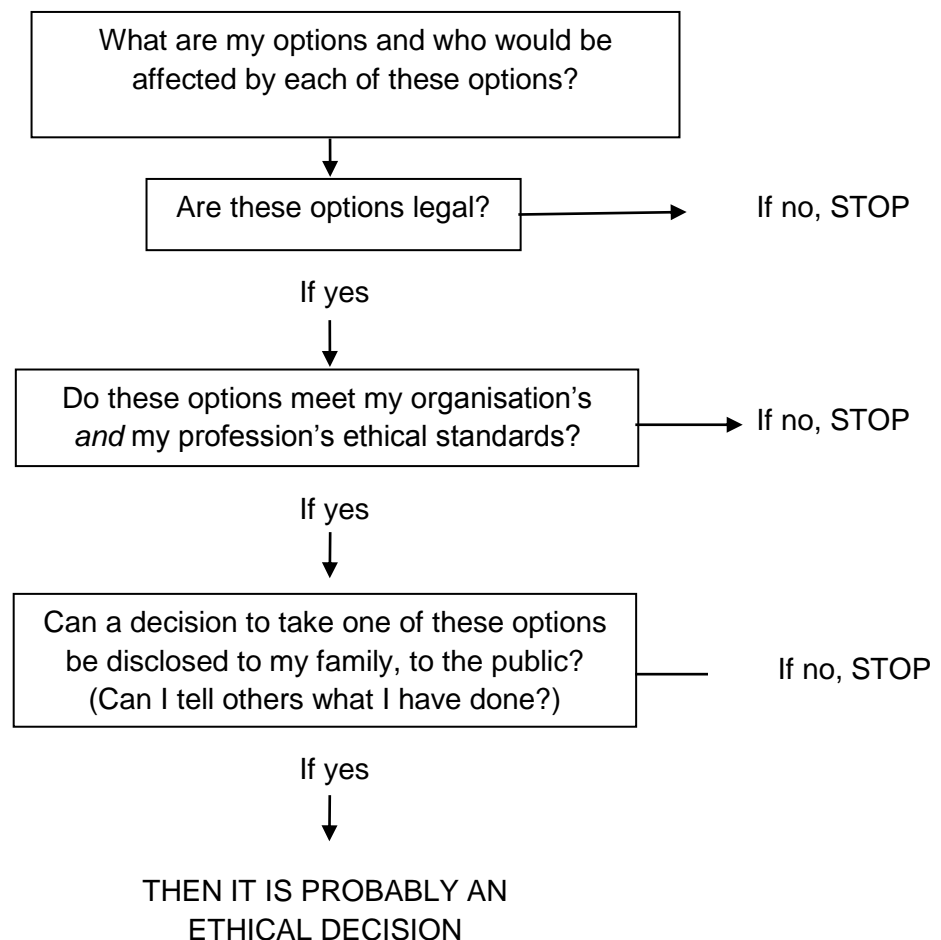 What are my options and who would be
affected by each of these options?
Are these options legal?
If no, STOP
If yes
Do these options meet my organisation’s
and my profession’s ethical standards?
If no, STOP
If yes
Can a decision to take one of these options
be disclosed to my family, to the public?
(Can I tell others what I have done?)
If no, STOP
If yes
THEN IT IS PROBABLY AN
ETHICAL DECISION